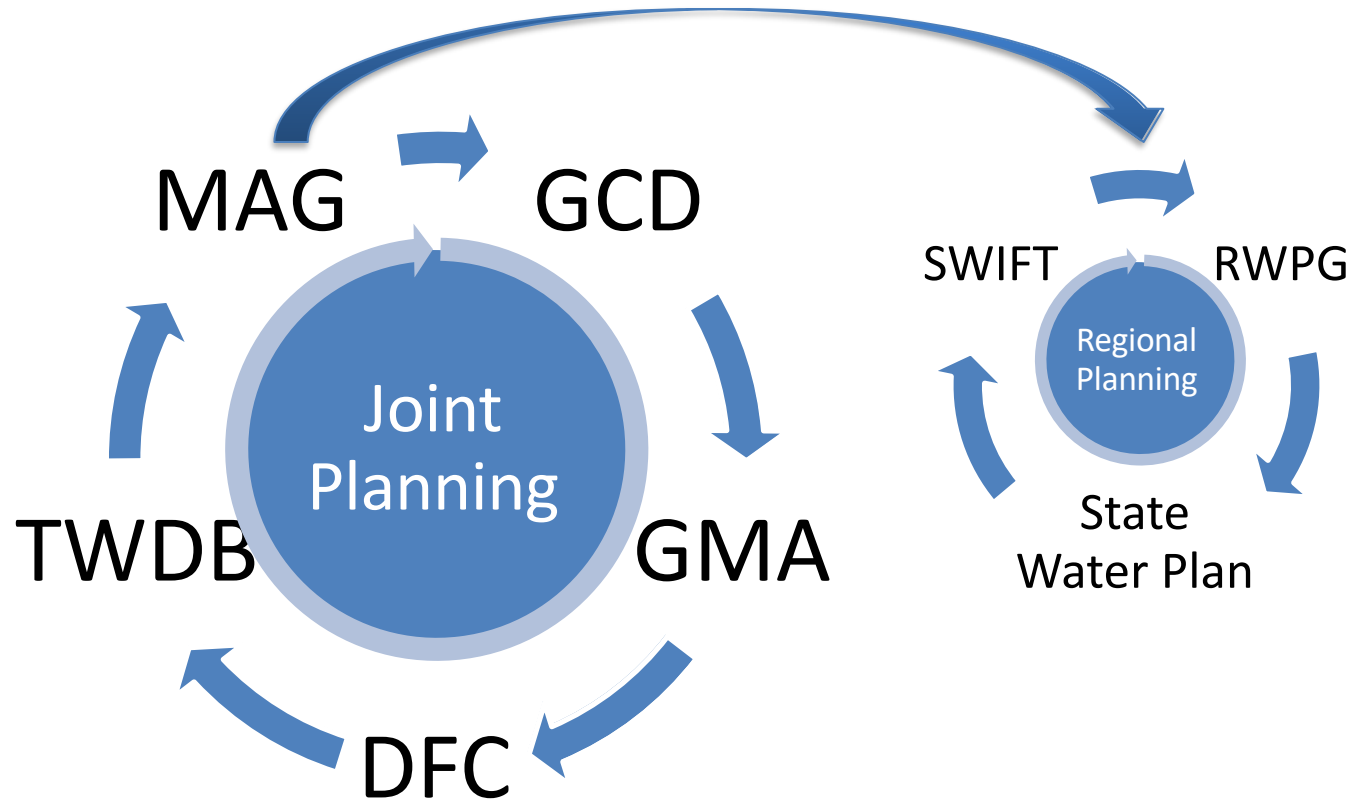 MAG
GCD
Joint
Planning
TWDB
GMA
DFC
SWIFT
RWPG
Regional
Planning
State
Water Plan